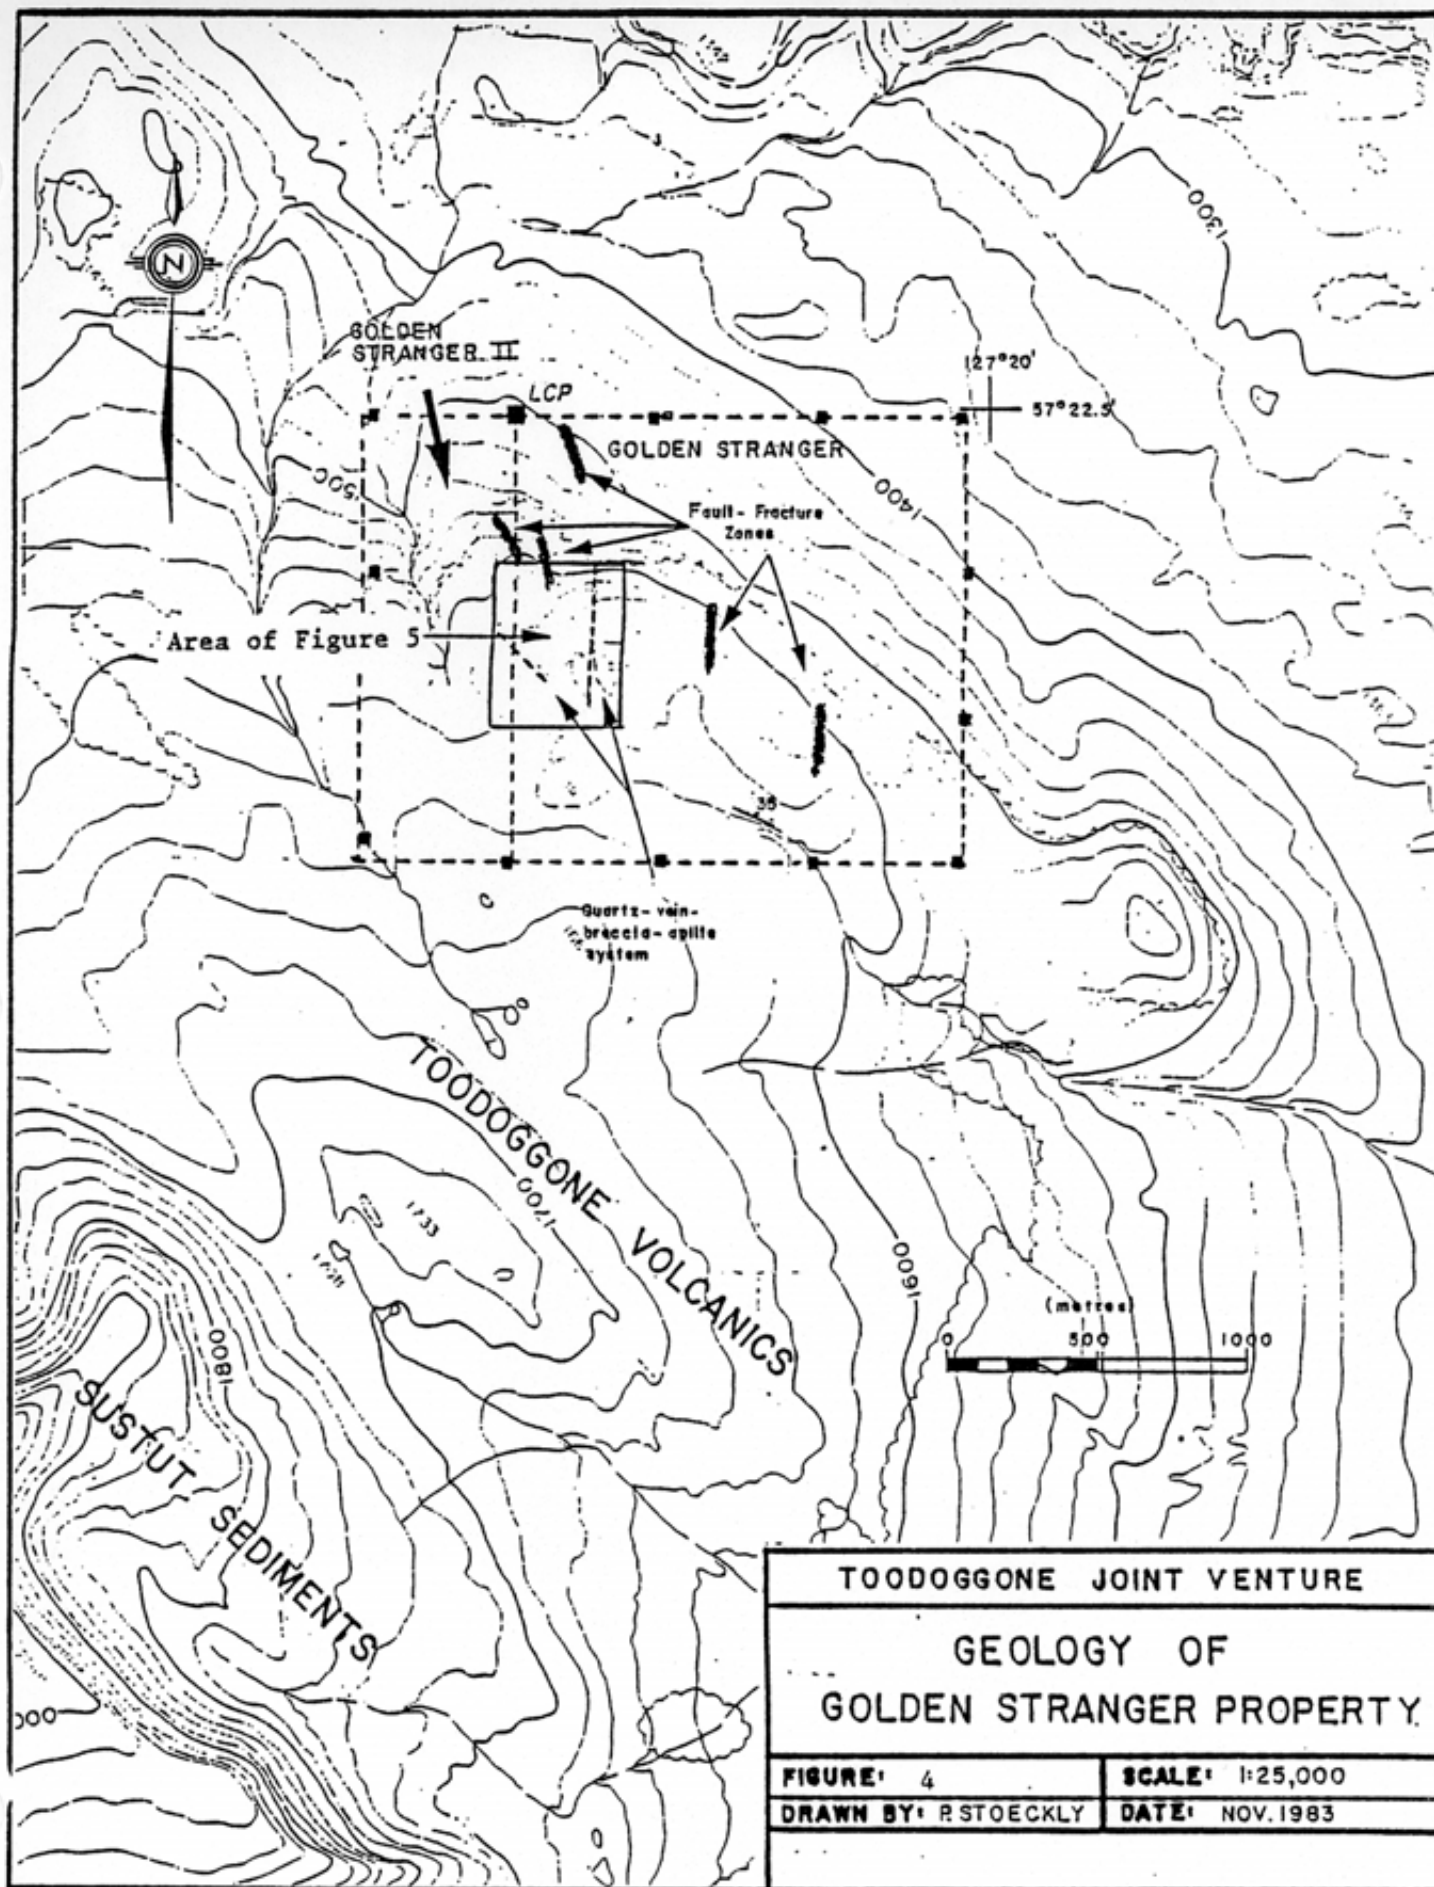 N
GOLDEN
STRANGER II
LCP
127°20'
57°22.5'
GOLDEN STRANGER
1300
1400
Fault-Fracture
Zones
Area of Figure 5
35
Quartz-vein-
breccia-aplite
system
TOODOGGONE VOLCANICS
1700
1733
1600
1800
SUSTUT SEDIMENTS
(metres)
0 500 1000
TOODOGGONE JOINT VENTURE
GEOLOGY OF
GOLDEN STRANGER PROPERTY
FIGURE: 4
SCALE: 1:25,000
DRAWN BY: P. STOECKLY
DATE: NOV. 1983